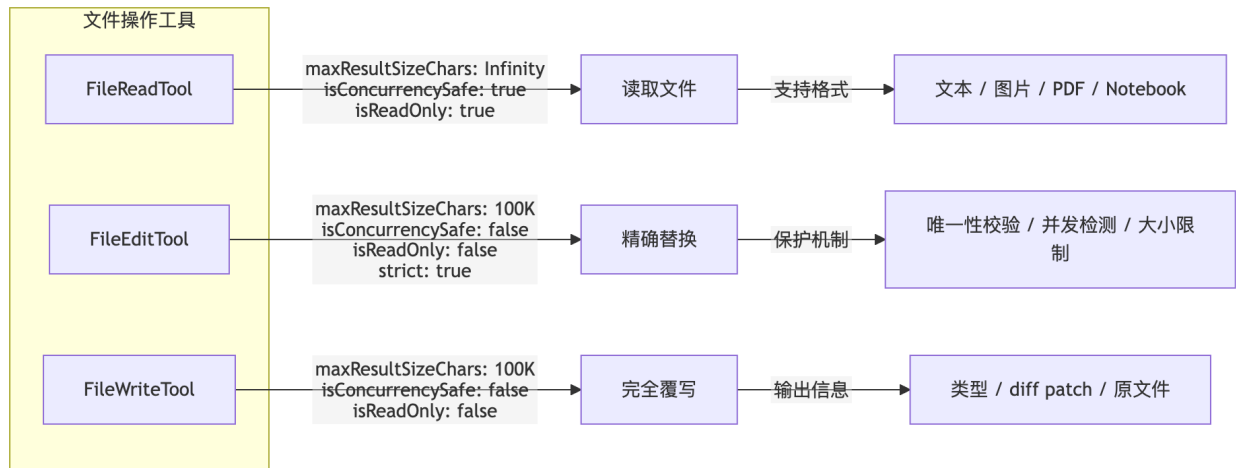 文件操作工具
FileReadTool
maxResultSizeChars: Infinity
isConcurrencySafe: true
isReadOnly: true
读取文件
支持格式
文本 / 图片 / PDF / Notebook
FileEditTool
maxResultSizeChars: 100K
isConcurrencySafe: false
isReadOnly: false
strict: true
精确替换
保护机制
唯一性校验 / 并发检测 / 大小限
制
FileWriteTool
maxResultSizeChars: 100K
isConcurrencySafe: false
isReadOnly: false
完全覆写
输出信息
类型 / diff patch / 原文件